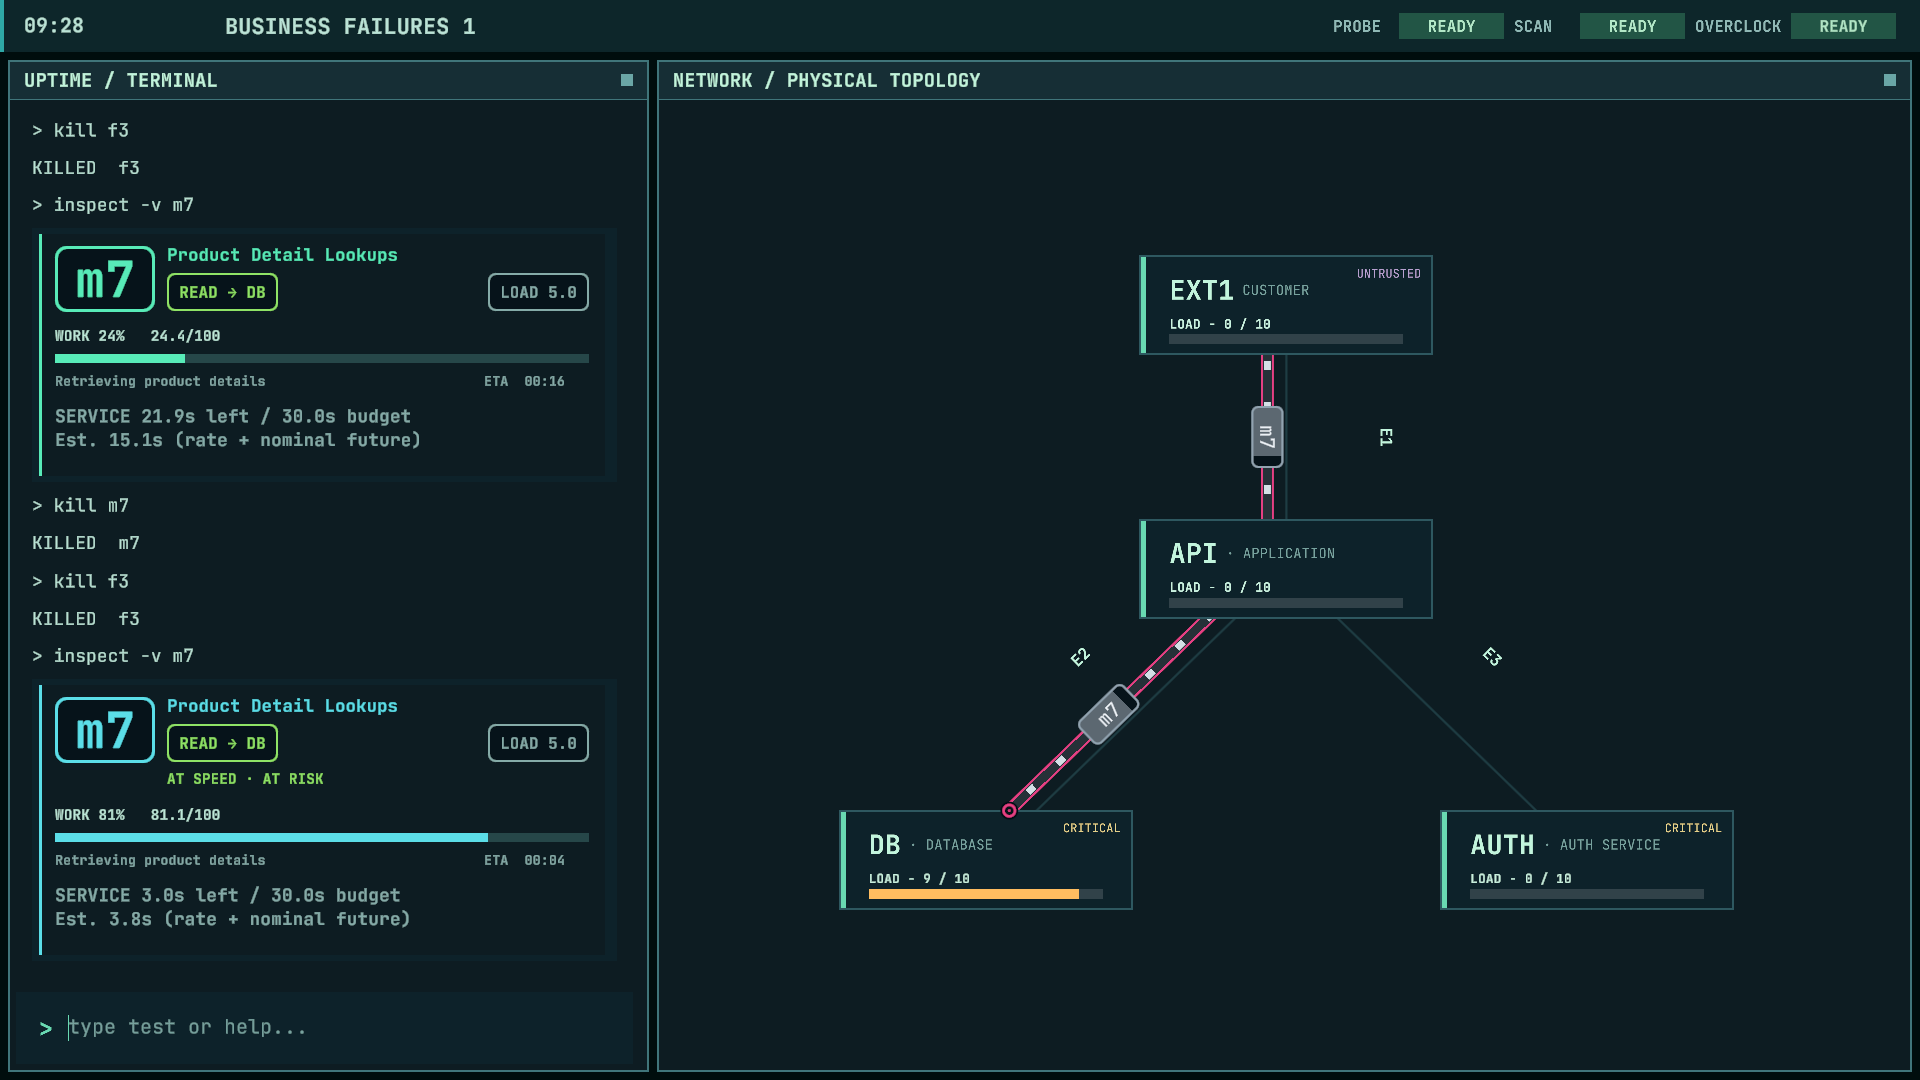 09:28
BUSINESS FAILURES 1
PROBE READY SCAN READY OVERCLOCK READY
UPTIME / TERMINAL
> kill f3
KILLED f3
> inspect -v m7
m7
Product Detail Lookups
READ → DB
LOAD 5.0
WORK 24% 24.4/100
Retrieving product details ETA 00:16
SERVICE 21.9s left / 30.0s budget
Est. 15.1s (rate + nominal future)
> kill m7
KILLED m7
> kill f3
KILLED f3
> inspect -v m7
m7
Product Detail Lookups
READ → DB
LOAD 5.0
AT SPEED · AT RISK
WORK 81% 81.1/100
Retrieving product details ETA 00:04
SERVICE 3.0s left / 30.0s budget
Est. 3.8s (rate + nominal future)
> type test or help...
NETWORK / PHYSICAL TOPOLOGY
UNTRUSTED
EXT1 CUSTOMER
LOAD - 0 / 10
m7
E1
API · APPLICATION
LOAD - 0 / 10
E2
E3
m7
CRITICAL
DB · DATABASE
LOAD - 9 / 10
CRITICAL
AUTH · AUTH SERVICE
LOAD - 0 / 10